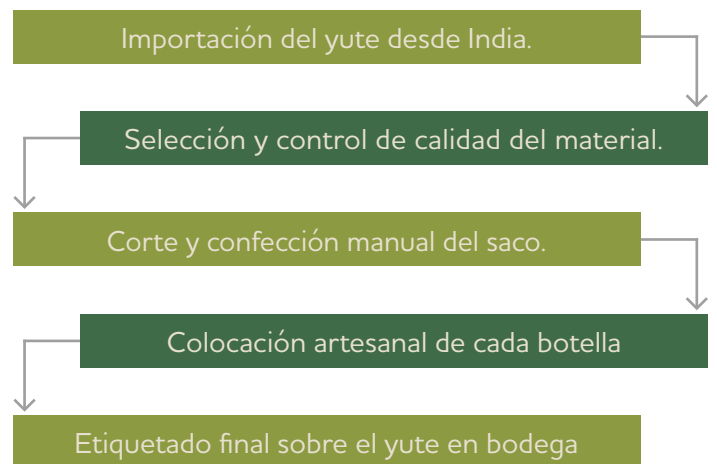 Importación del yute desde India.
Selección y control de calidad del material.
Corte y confección manual del saco.
Colocación artesanal de cada botella
Etiquetado final sobre el yute en bodega